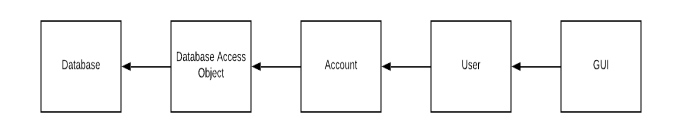 Database
Database Access
Object
Account
User
GUI